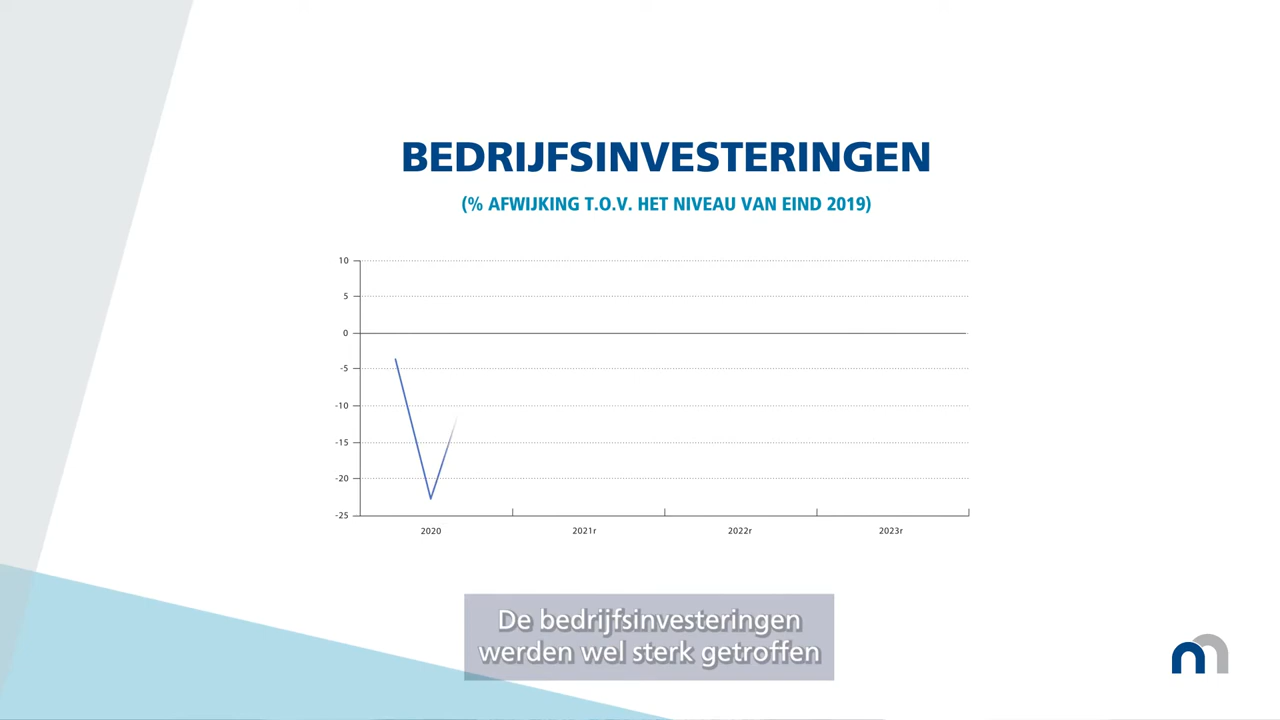 BEDRIJFSINVESTERINGEN
(% AFWIJKING T.O.V. HET NIVEAU VAN EIND 2019)
10
5
0
-5
-10
-15
-20
-25
2020 2021r 2022r 2023r
De bedrijfsinvesteringen
werden wel sterk getroffen